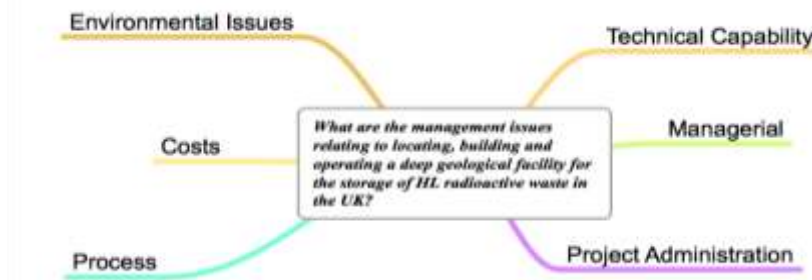 Environmental Issues
Technical Capability
What are the management issues
relating to locating, building and
operating a deep geological facility for
the storage of HL radioactive waste in
the UK?
Costs
Managerial
Process
Project Administration